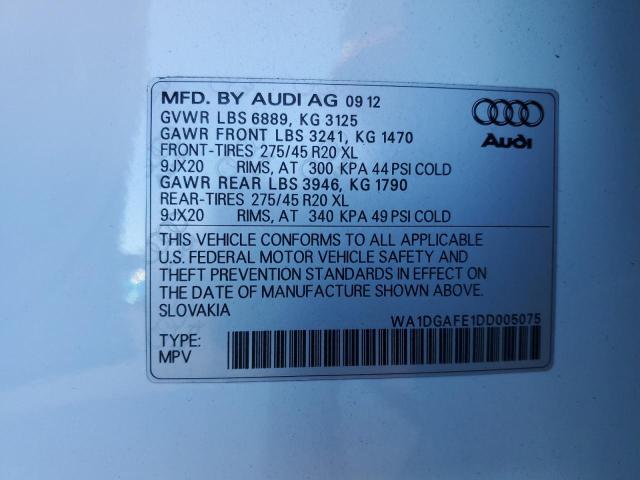 MFD. BY AUDI AG 09 12
GVWR LBS 6889, KG 3125
GAWR FRONT LBS 3241, KG 1470
FRONT-TIRES 275/45 R20 XL
9JX20 RIMS, AT 300 KPA 44 PSI COLD
GAWR REAR LBS 3946, KG 1790
REAR-TIRES 275/45 R20 XL
9JX20 RIMS, AT 340 KPA 49 PSI COLD
Audi
THIS VEHICLE CONFORMS TO ALL APPLICABLE
U.S. FEDERAL MOTOR VEHICLE SAFETY AND
THEFT PREVENTION STANDARDS IN EFFECT ON
THE DATE OF MANUFACTURE SHOWN ABOVE.
SLOVAKIA
WA1DGAFE1DD005075
TYPE:
MPV